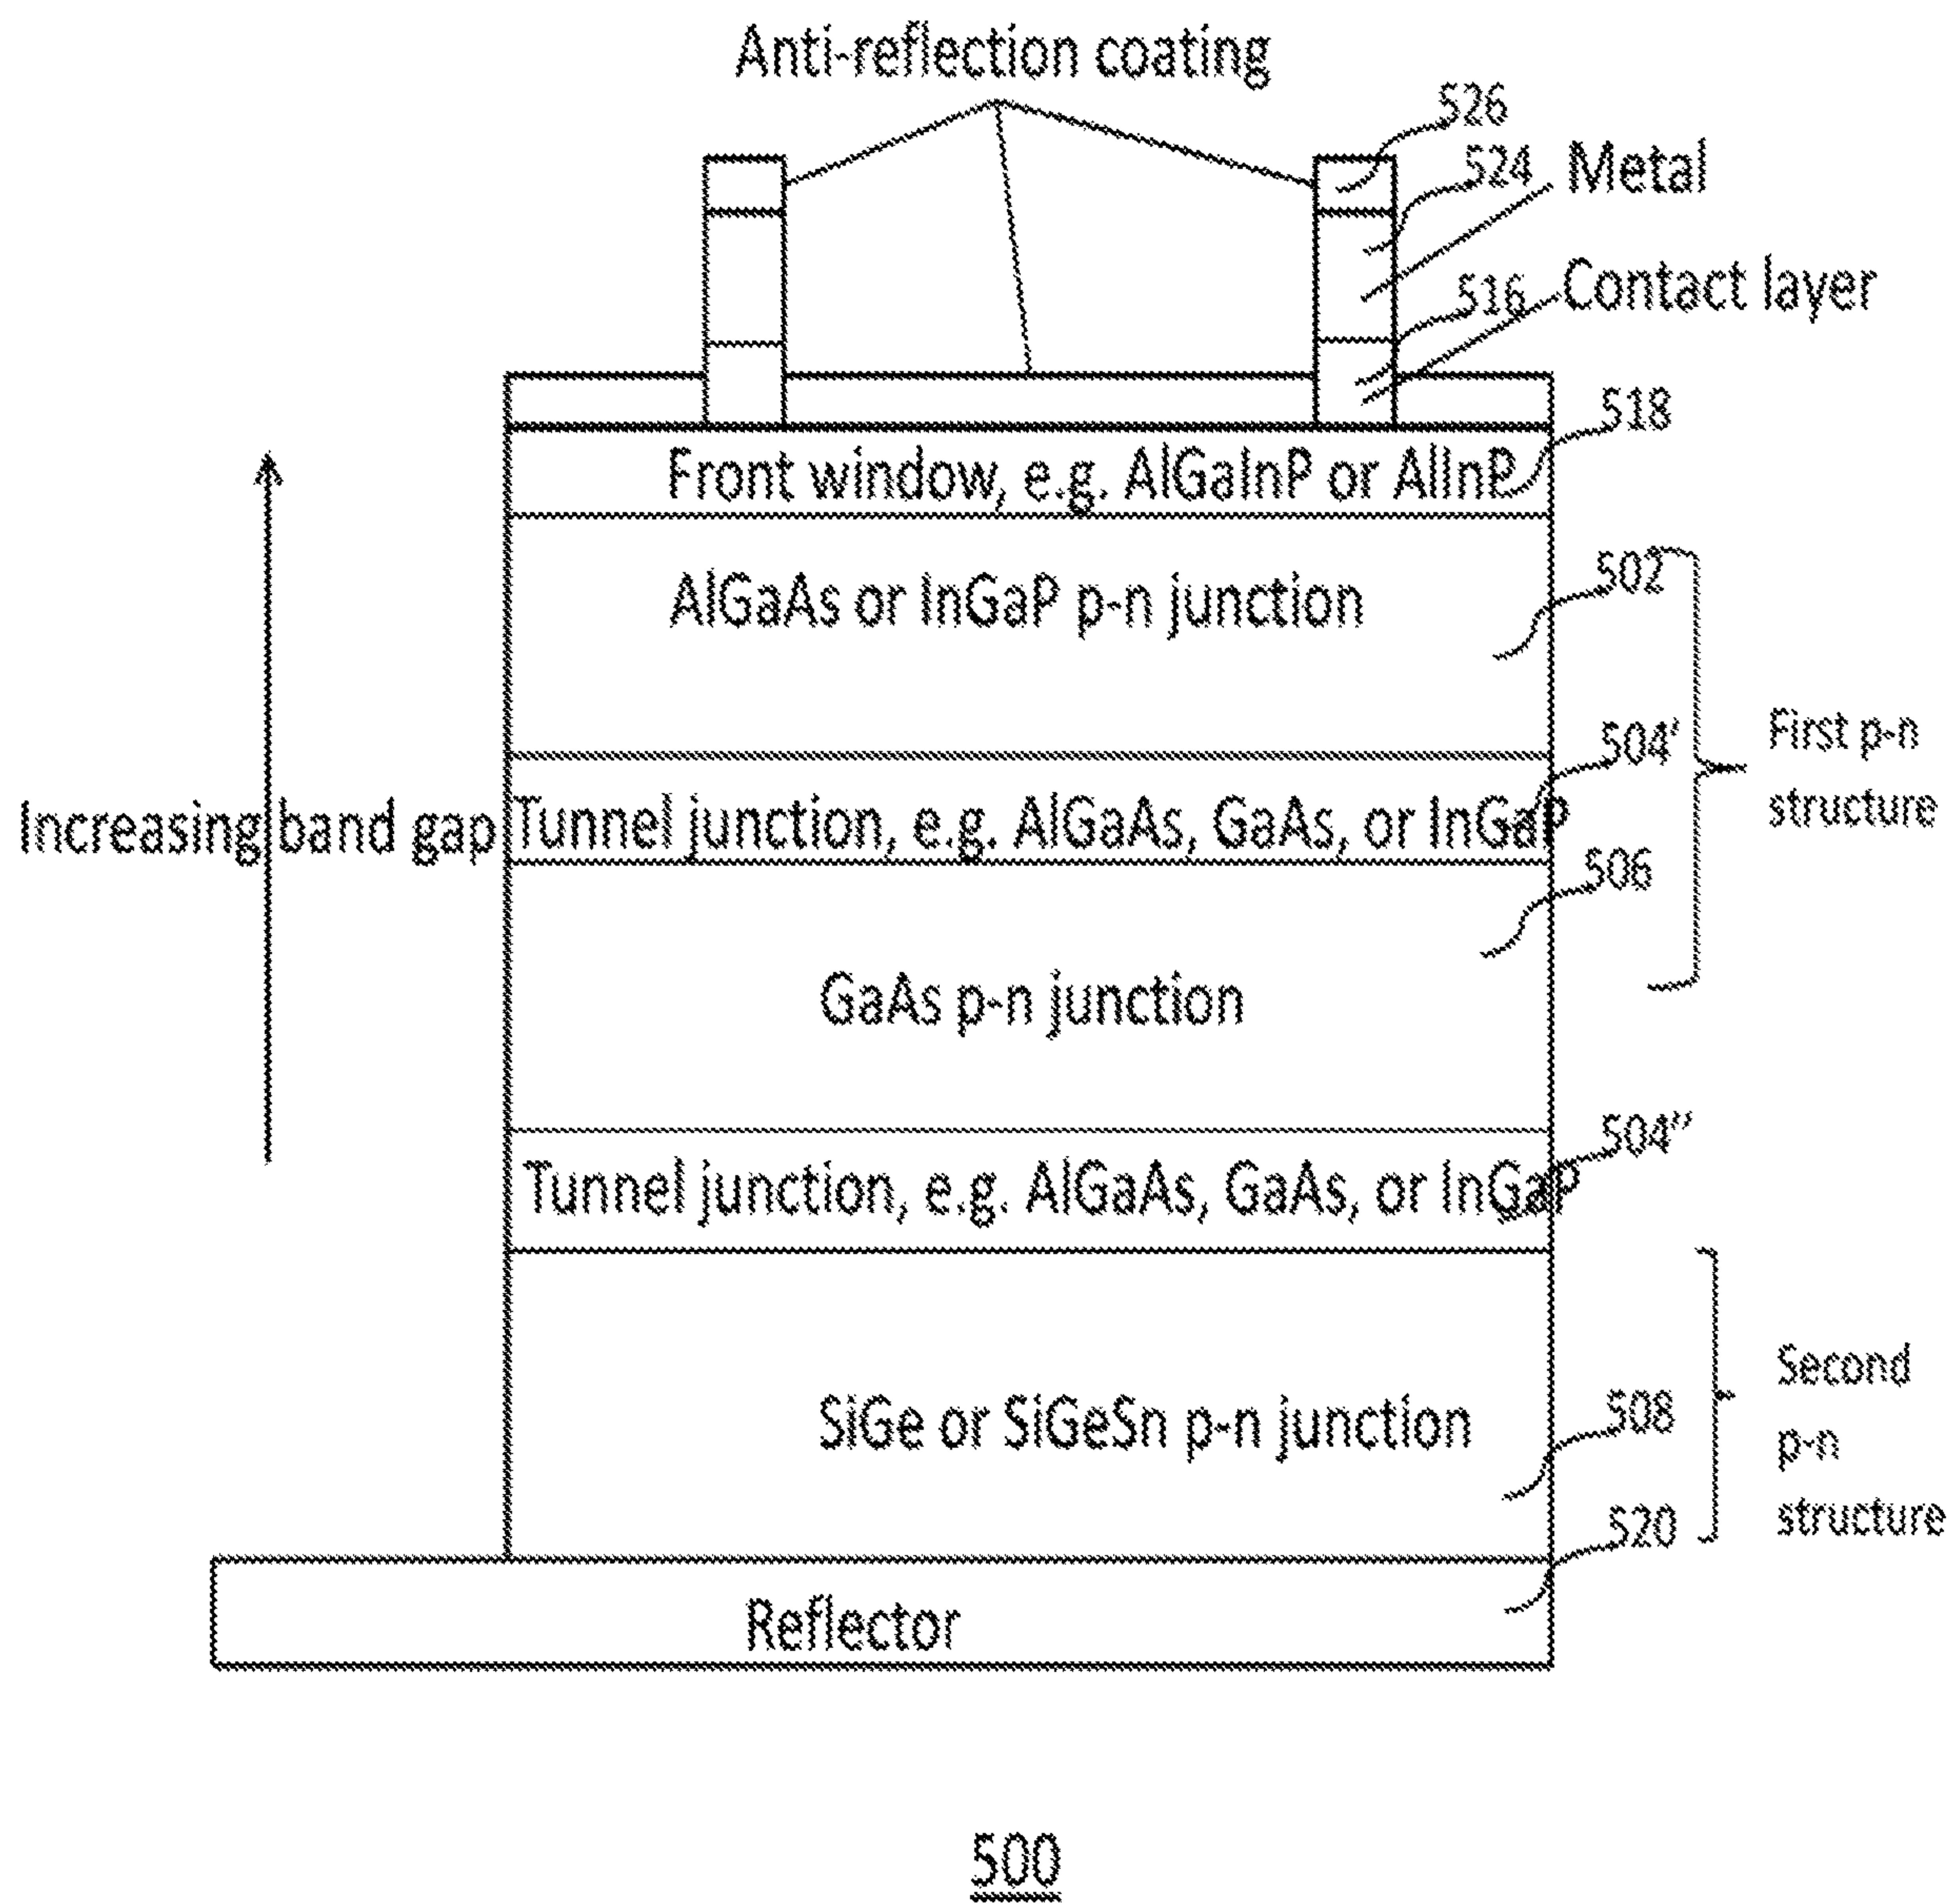 Anti-reflection coating
526
524
Metal
516
Contact layer
518
Front window, e.g. AlGaInP or AlInP
502
AlGaAs or InGaP p-n junction
First p-n
structure
504'
Increasing band gap
Tunnel junction, e.g. AlGaAs, GaAs, or InGaP
506
GaAs p-n junction
504''
Tunnel junction, e.g. AlGaAs, GaAs, or InGaP
Second
p-n
structure
508
SiGe or SiGeSn p-n junction
520
Reflector
500